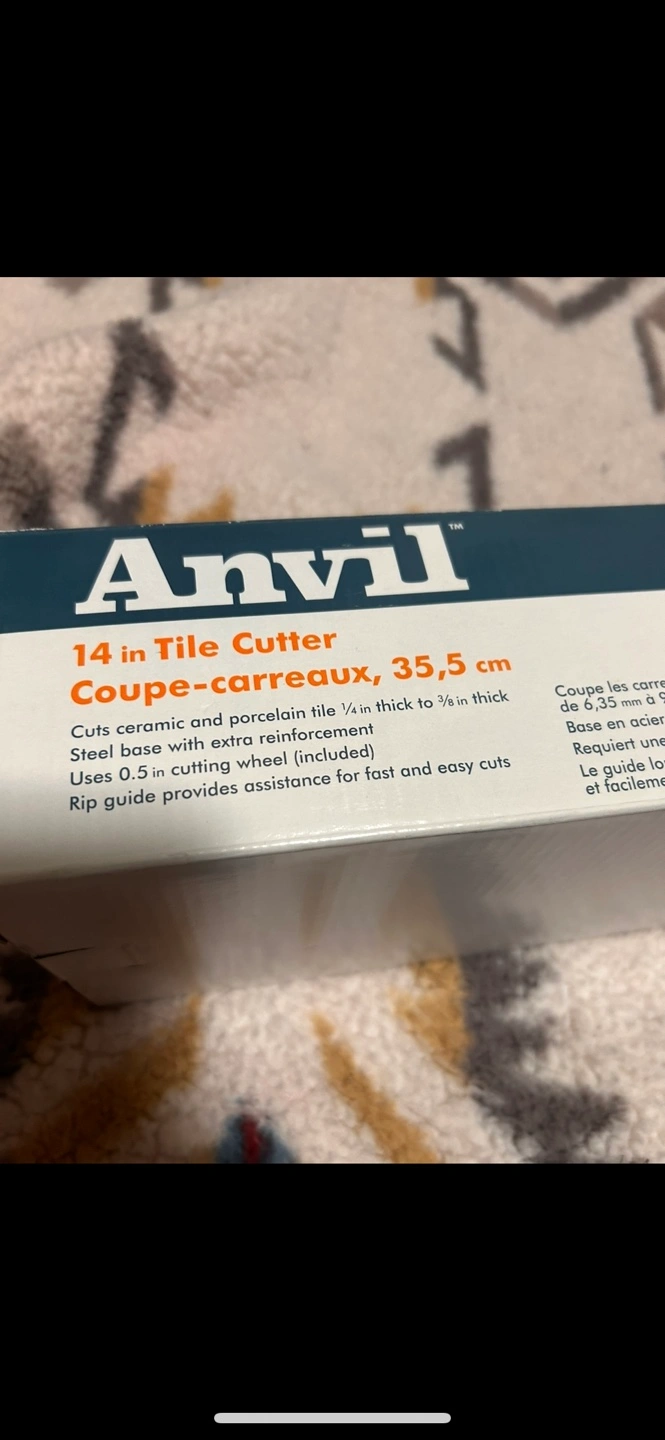 Anvil™
14 in Tile Cutter
Coupe-carreaux, 35,5 cm
Cuts ceramic and porcelain tile 1/4 in thick to 3/8 in thick
Steel base with extra reinforcement
Uses 0.5 in cutting wheel (included)
Rip guide provides assistance for fast and easy cuts
Coupe les
de 6,35 mm à
Base en acier
Requiert une
Le guide
et